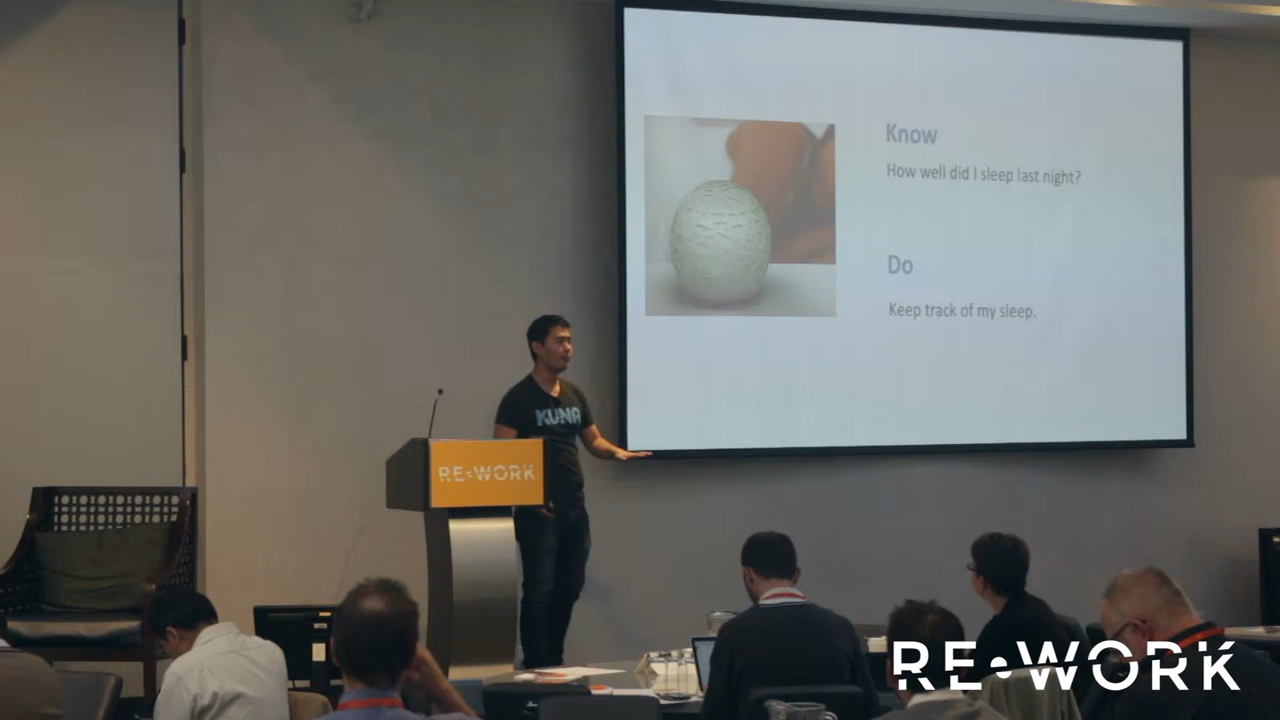 Know
How well did I sleep last night?
Do
Keep track of my sleep.
KUNA
RE•WORK
RE•WORK